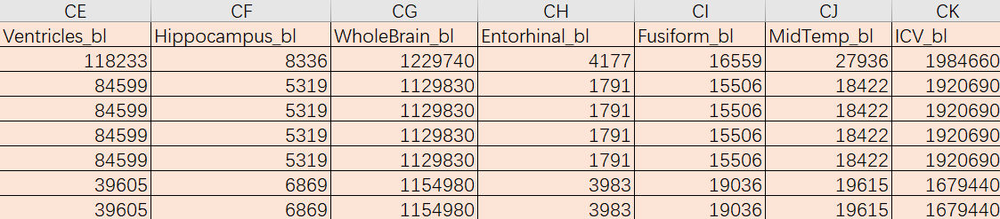 CE CF CG CH CI CJ CK
Ventricles_bl Hippocampus_bl WholeBrain_bl Entorhinal_bl Fusiform_bl MidTemp_bl ICV_bl
118233 8336 1229740 4177 16559 27936 1984660
84599 5319 1129830 1791 15506 18422 1920690
84599 5319 1129830 1791 15506 18422 1920690
84599 5319 1129830 1791 15506 18422 1920690
84599 5319 1129830 1791 15506 18422 1920690
39605 6869 1154980 3983 19036 19615 1679440
39605 6869 1154980 3983 19036 19615 1679440